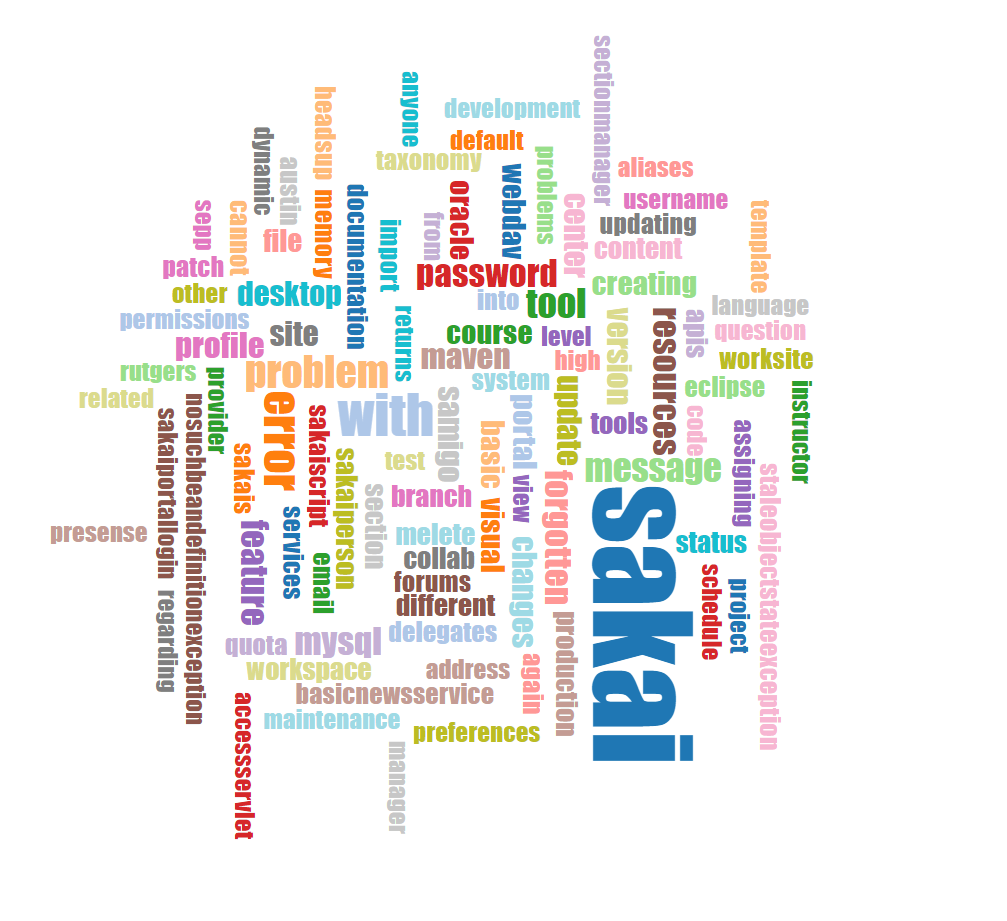 sectionmanager
anyone
headsup
development
dynamic
default
problems
taxonomy
austin
aliases
webdav
oracle
documentation
username
memory
center
sepp
cannot
template
from
updating
import
file
content
patch
password
creating
other
desktop
into
tool
language
permissions
returns
version
resources
apis
site
course
level
question
profile
maven
high
worksite
problem
rutgers
provider
system
update
eclipse
instructor
related
with
samigo
nosuchbeandefinitionexception
error
portal
sakaiscript
code
sakaiportallogin
tools
assigning
basic
sakais
sakaiperson
test
message
staleobjectstateexception
forgotten
view
section
branch
sakai
visual
services
feature
presense
melete
status
changes
collab
email
schedule
forums
project
regarding
different
production
delegates
quota
mysql
again
workspace
address
basicnewsservice
accessservlet
maintenance
preferences
manager